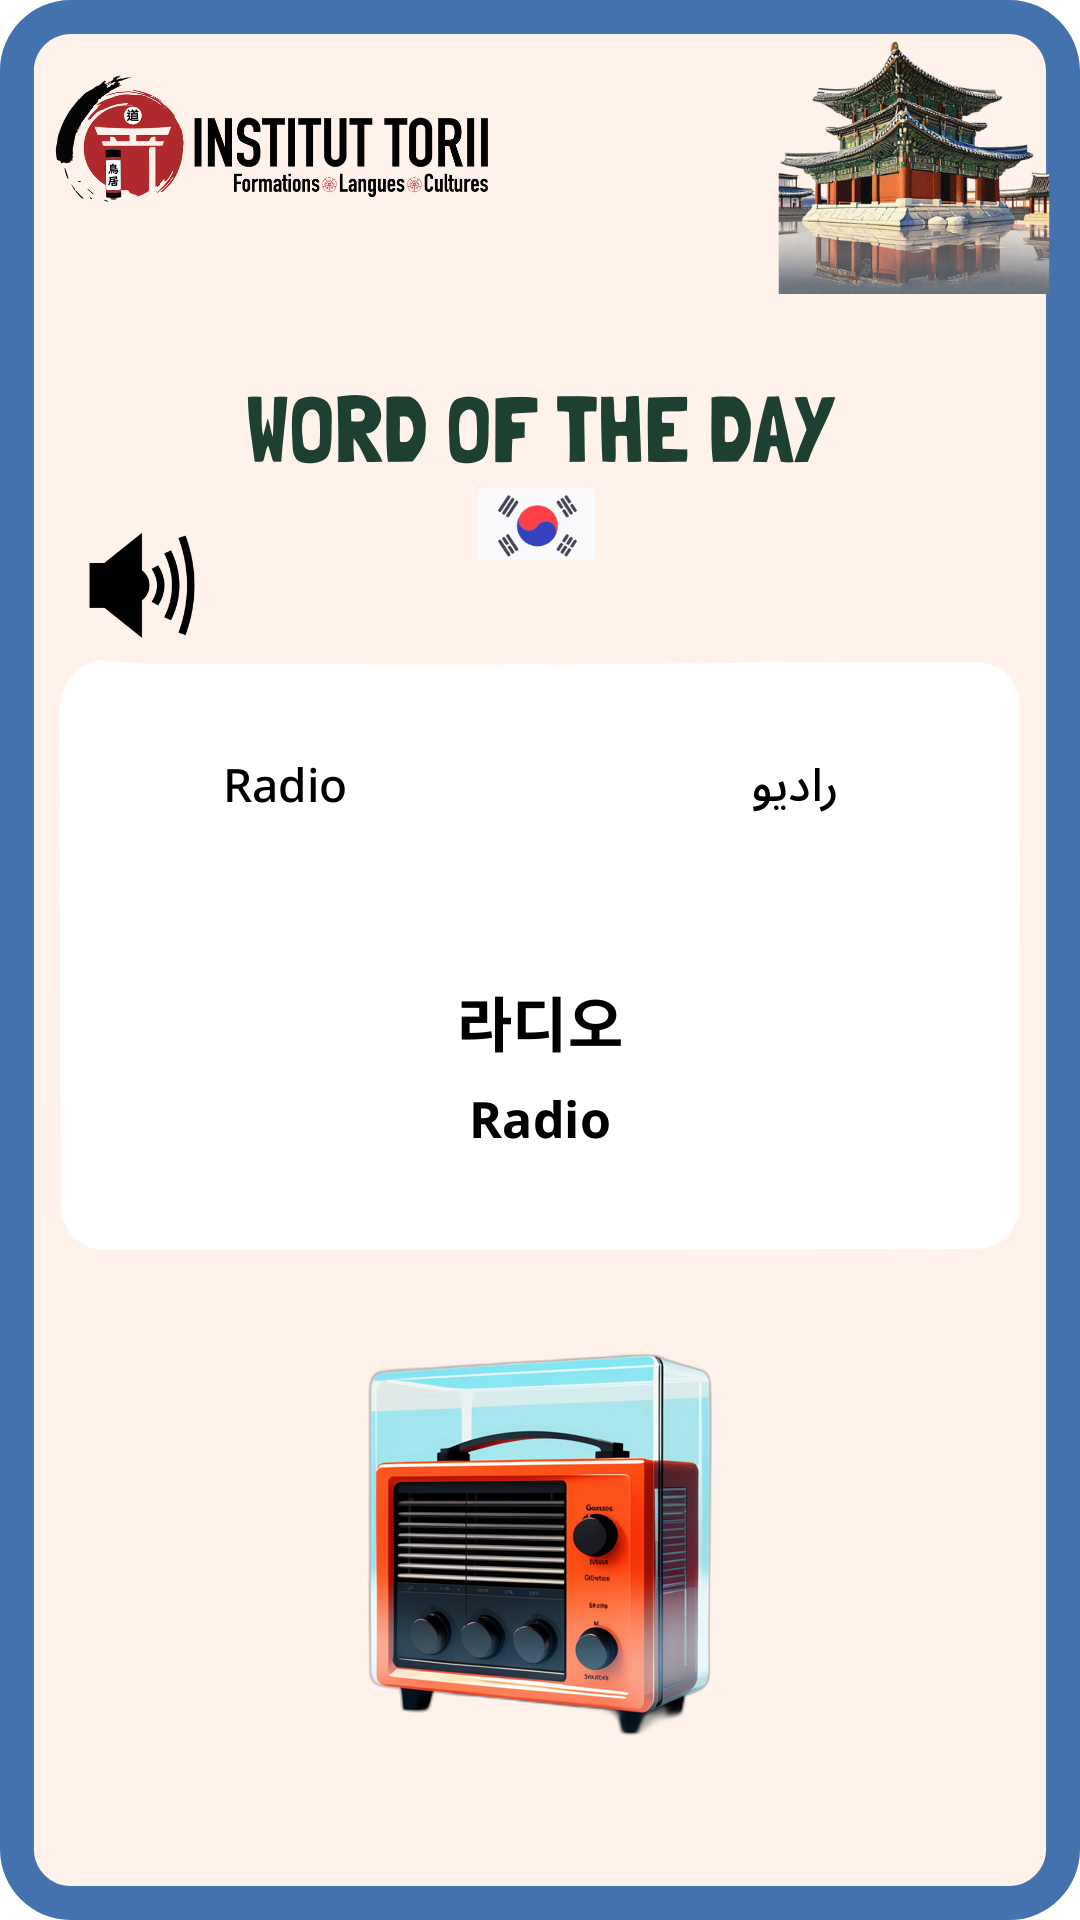 道
鳥居
INSTITUT TORII
Formations Langues Cultures
WORD OF THE DAY
Radio
راديو
라디오
Radio